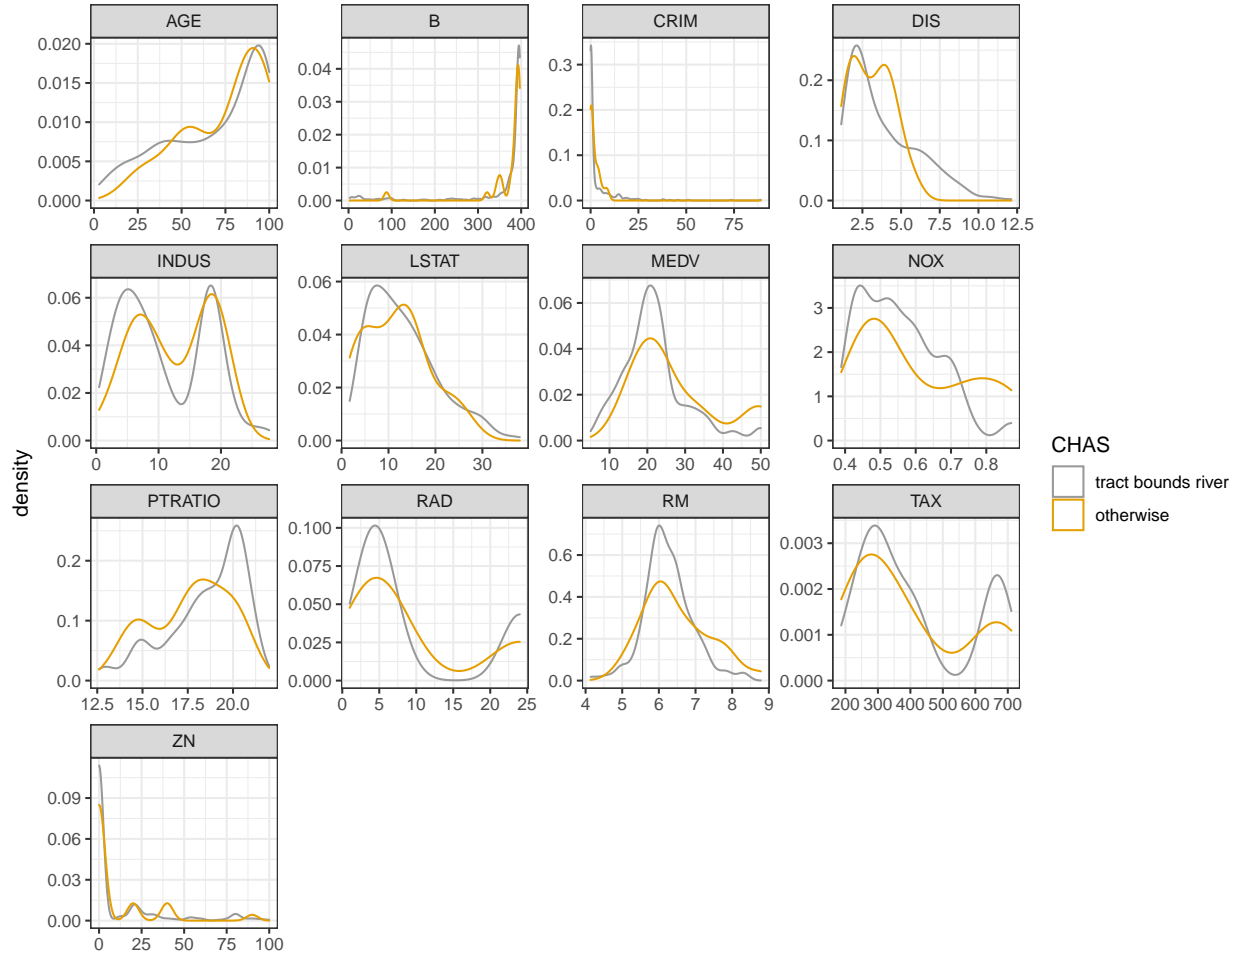 AGE B CRIM DIS
0.020
0.015
0.010
0.005
0.000
0 25 50 75 100
0.04
0.03
0.02
0.01
0.00
0 100 200 300 400
0.3
0.2
0.1
0.0
0 25 50 75
0.2
0.1
0.0
2.5 5.0 7.5 10.0 12.5
INDUS LSTAT MEDV NOX
0.06
0.04
0.02
0.00
0 10 20
0.06
0.04
0.02
0.00
0 10 20 30
0.06
0.04
0.02
0.00
10 20 30 40 50
3
2
1
0
0.4 0.5 0.6 0.7 0.8
PTRATIO RAD RM TAX
0.2
0.1
0.0
12.5 15.0 17.5 20.0
0.100
0.075
0.050
0.025
0.000
0 5 10 15 20 25
0.6
0.4
0.2
0.0
4 5 6 7 8 9
0.003
0.002
0.001
0.000
200 300 400 500 600 700
ZN
0.09
0.06
0.03
0.00
0 25 50 75 100
density
CHAS
tract bounds river
otherwise